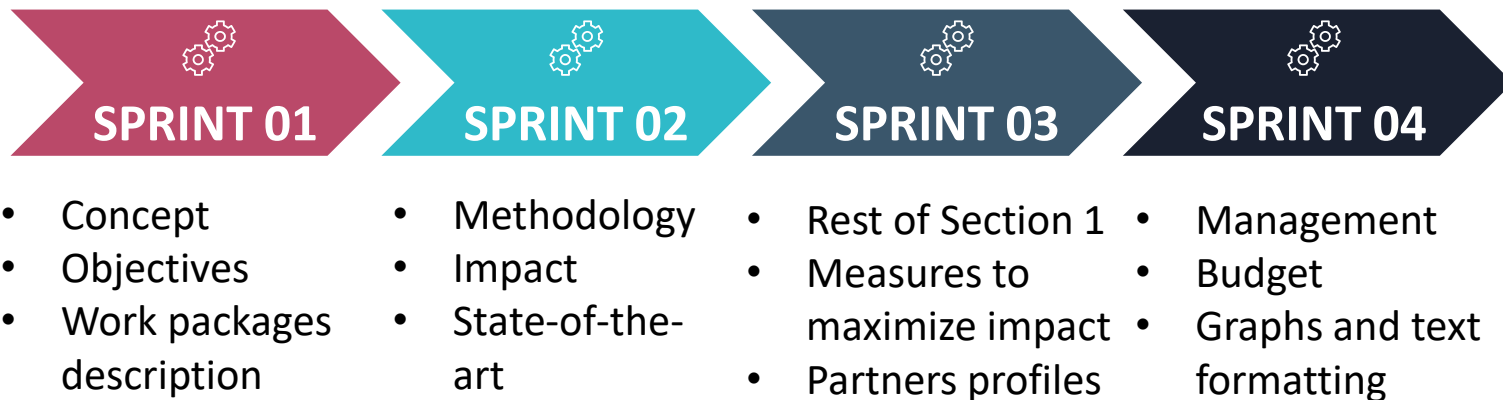 SPRINT 01
SPRINT 02
SPRINT 03
SPRINT 04
• Concept
• Objectives
• Work packages
description
• Methodology
• Impact
• State-of-the-
art
• Rest of Section 1
• Measures to
maximize impact
• Partners profiles
• Management
• Budget
• Graphs and text
formatting